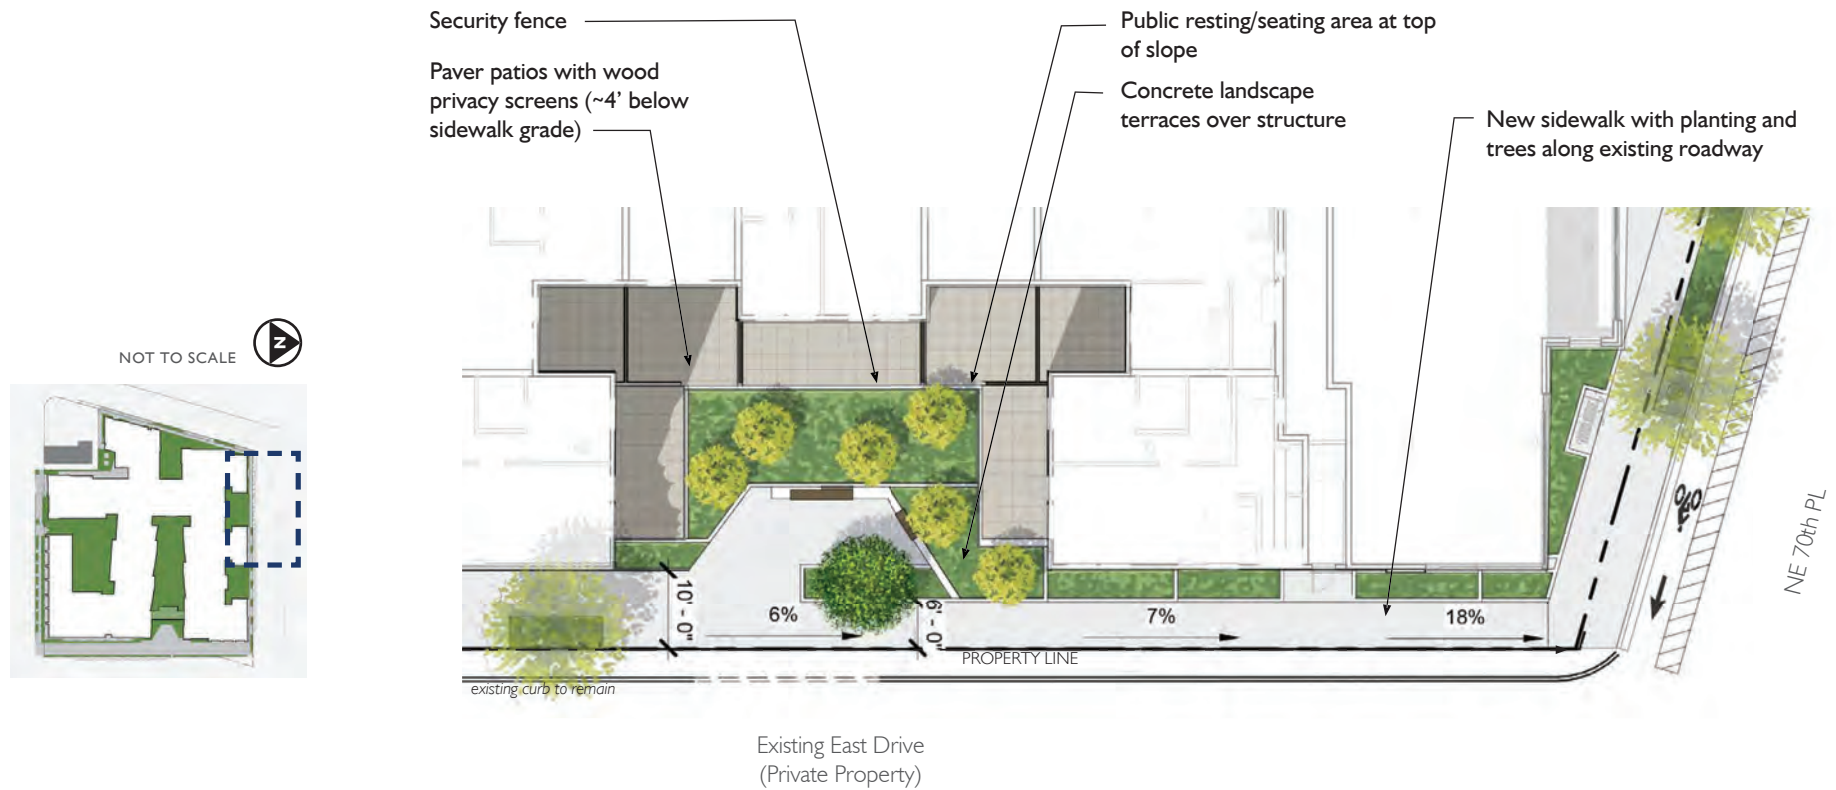 Security fence
Paver patios with wood
privacy screens (~4’ below
sidewalk grade)
Public resting/seating area at top
of slope
Concrete landscape
terraces over structure
New sidewalk with planting and
trees along existing roadway
NOT TO SCALE
N
10' - 0"
6%
6' - 0"
7%
18%
PROPERTY LINE
existing curb to remain
NE 70th PL
Existing East Drive
(Private Property)